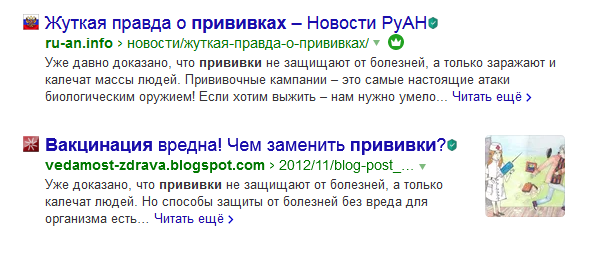 Жуткая правда о прививках – Новости РуАН
ru-an.info › новости/жуткая-правда-о-прививках/
Уже давно доказано, что прививки не защищают от болезней, а только заражают и
калечат массы людей. Прививочные кампании – это самые настоящие атаки
биологическим оружием! Если хотим выжить – нам нужно умело... Читать ещё ›
Вакцинация вредна! Чем заменить прививки?
vedamost-zdrava.blogspot.com › 2012/11/blog-post_...
Уже доказано, что прививки не защищают от болезней, а только
калечат людей. Но способы защиты от болезней без вреда для
организма есть... Читать ещё ›